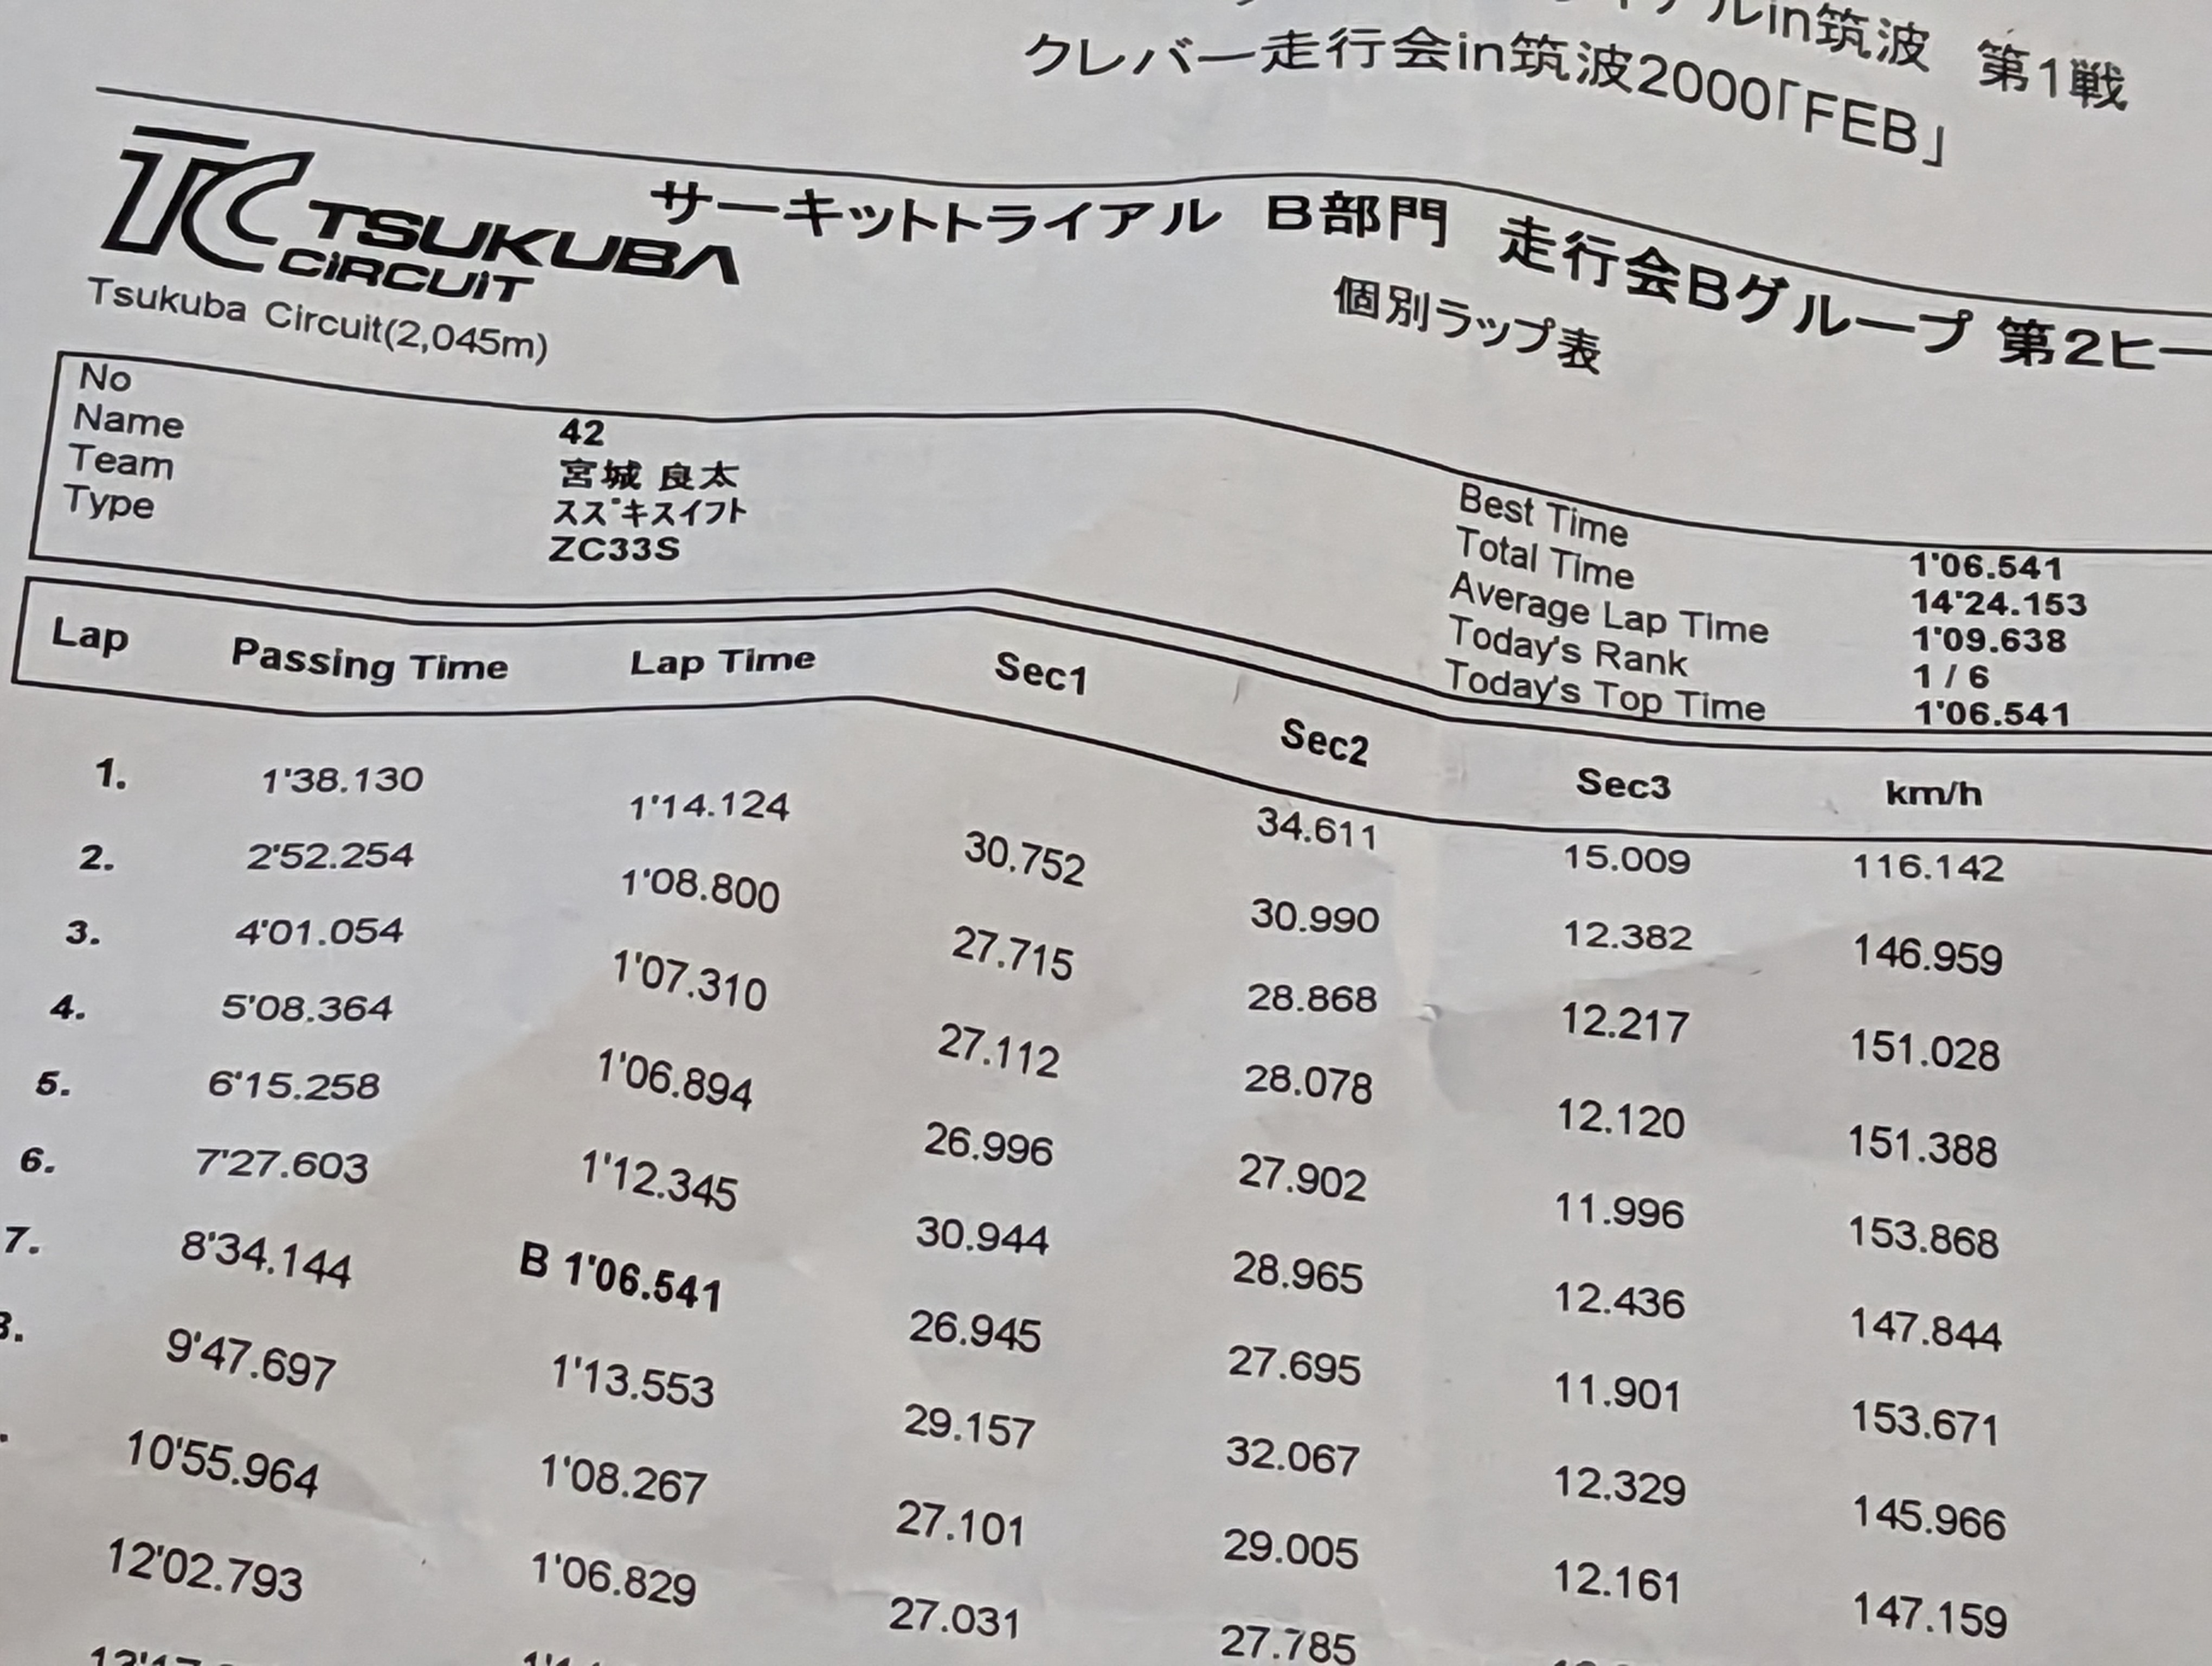 ルin筑波 第1戦
クレバー走行会in筑波2000「FEB」
TC TSUKUBA CiRCUiT
サーキットトライアル B部門 走行会Bグループ 第2ヒー
Tsukuba Circuit(2,045m)
個別ラップ表
No 42
Name 宮城 良太
Team スズキスイフト
Type ZC33S
Best Time 1'06.541
Total Time 14'24.153
Average Lap Time 1'09.638
Today's Rank 1 / 6
Today's Top Time 1'06.541
Lap Passing Time Lap Time Sec1 Sec2 Sec3 km/h
1. 1'38.130 34.611 15.009 116.142
2. 2'52.254 1'14.124 30.752 30.990 12.382 146.959
3. 4'01.054 1'08.800 27.715 28.868 12.217 151.028
4. 5'08.364 1'07.310 27.112 28.078 12.120 151.388
5. 6'15.258 1'06.894 26.996 27.902 11.996 153.868
6. 7'27.603 1'12.345 30.944 28.965 12.436 147.844
7. 8'34.144 B 1'06.541 26.945 27.695 11.901 153.671
8. 9'47.697 1'13.553 29.157 32.067 12.329 145.966
10'55.964 1'08.267 27.101 29.005 12.161 147.159
12'02.793 1'06.829 27.031 27.785